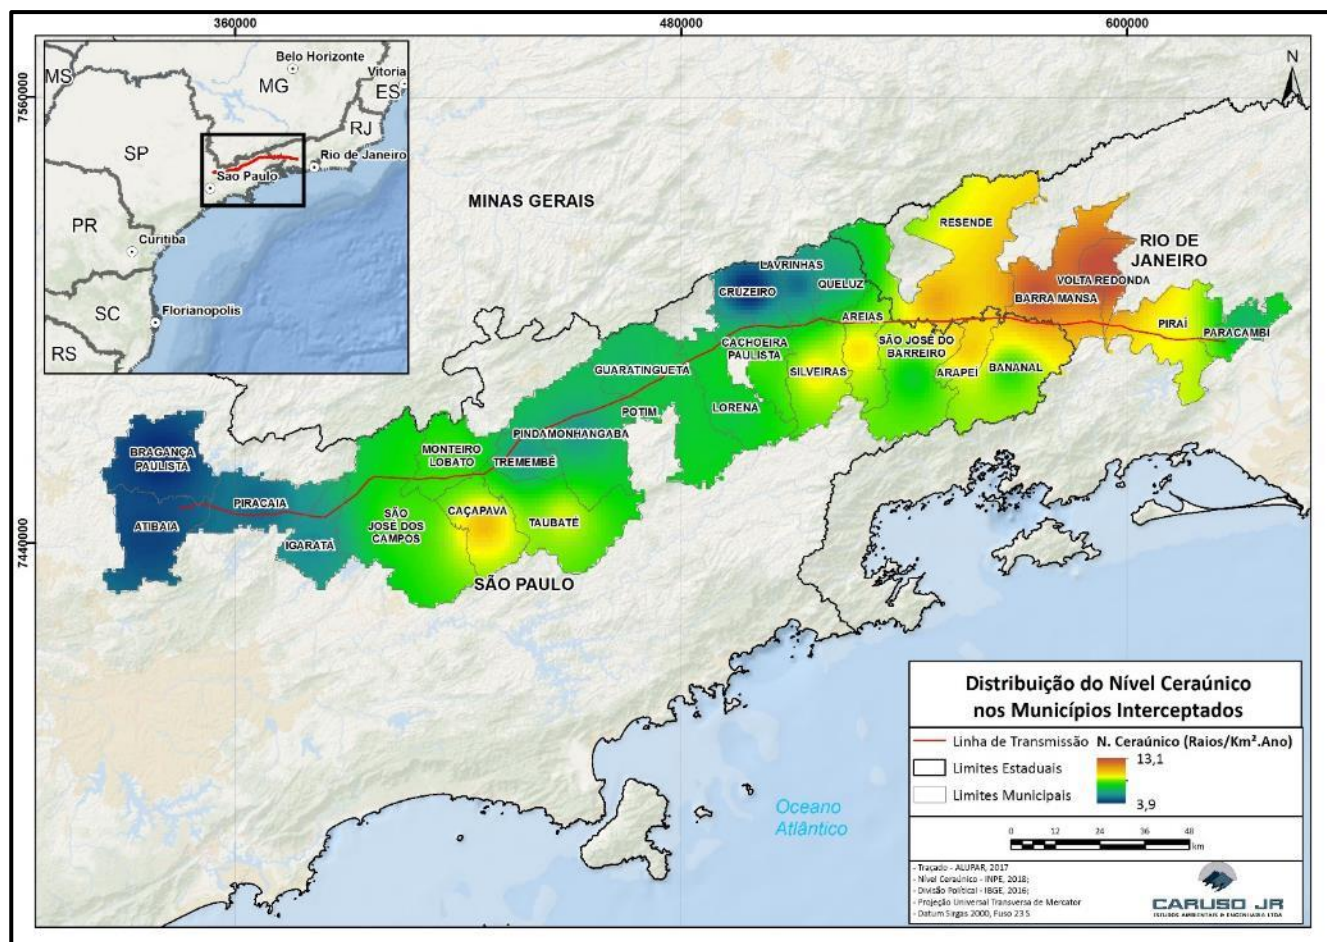 360000
480000
600000
7560000
7440000
N
Belo Horizonte
Vitoria
MS
MG
ES
RJ
SP
Rio de Janeiro
São Paulo
PR
Curitiba
SC
Florianopolis
RS
MINAS GERAIS
RIO DE
JANEIRO
SÃO PAULO
RESENDE
LAVRINHAS
CRUZEIRO
QUELUZ
VOLTA REDONDA
BARRA MANSA
AREIAS
PIRAÍ
PARACAMBI
CACHOEIRA
PAULISTA
SÃO JOSÉ DO
BARREIRO
GUARATINGUETÁ
SILVEIRAS
ARAPEÍ
BANANAL
POTIM
LORENA
PINDAMONHANGABA
BRAGANÇA
PAULISTA
MONTEIRO
LOBATO
TREMEMBÉ
PIRACAIA
ATIBAIA
IGARATÁ
SÃO
JOSÉ DOS
CAMPOS
CAÇAPAVA
TAUBATÉ
Oceano
Atlântico
Distribuição do Nível Ceraúnico
nos Municípios Interceptados
Linha de Transmissão
Limites Estaduais
Limites Municipais
N. Ceraúnico (Raios/Km².Ano)
13,1
3,9
0 12 24 36 48
km
- Traçado - ALUPAR, 2017
- Nível Ceraúnico - INPE, 2018;
- Divisão Political - IBGE, 2016;
- Projeção Universal Transversa de Mercator
- Datum Sirgas 2000, Fuso 23 S
CARUSO JR
ESTUDOS AMBIENTAIS & ENGENHARIA LTDA